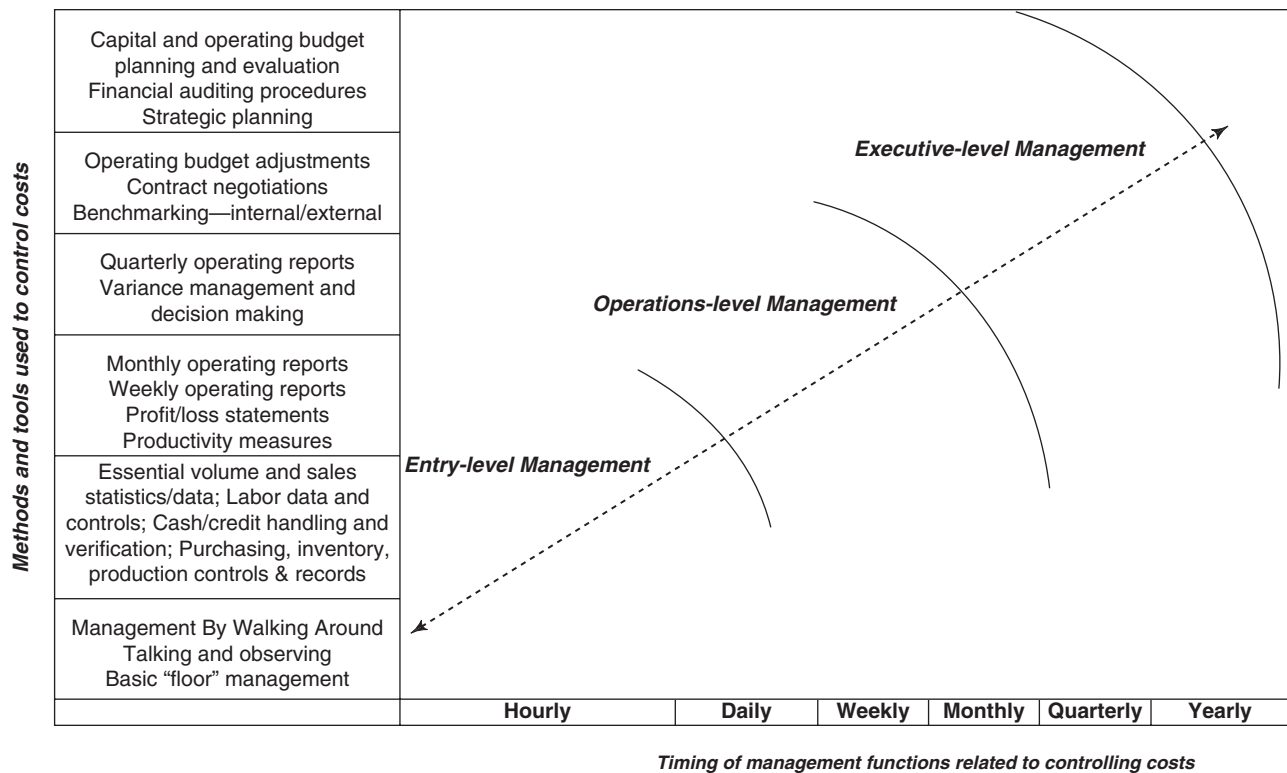 Methods and tools used to control costs
Capital and operating budget
planning and evaluation
Financial auditing procedures
Strategic planning
Operating budget adjustments
Contract negotiations
Benchmarking—internal/external
Quarterly operating reports
Variance management and
decision making
Monthly operating reports
Weekly operating reports
Profit/loss statements
Productivity measures
Essential volume and sales
statistics/data; Labor data and
controls; Cash/credit handling and
verification; Purchasing, inventory,
production controls & records
Management By Walking Around
Talking and observing
Basic “floor” management
Executive-level Management
Operations-level Management
Entry-level Management
Hourly Daily Weekly Monthly Quarterly Yearly
Timing of management functions related to controlling costs